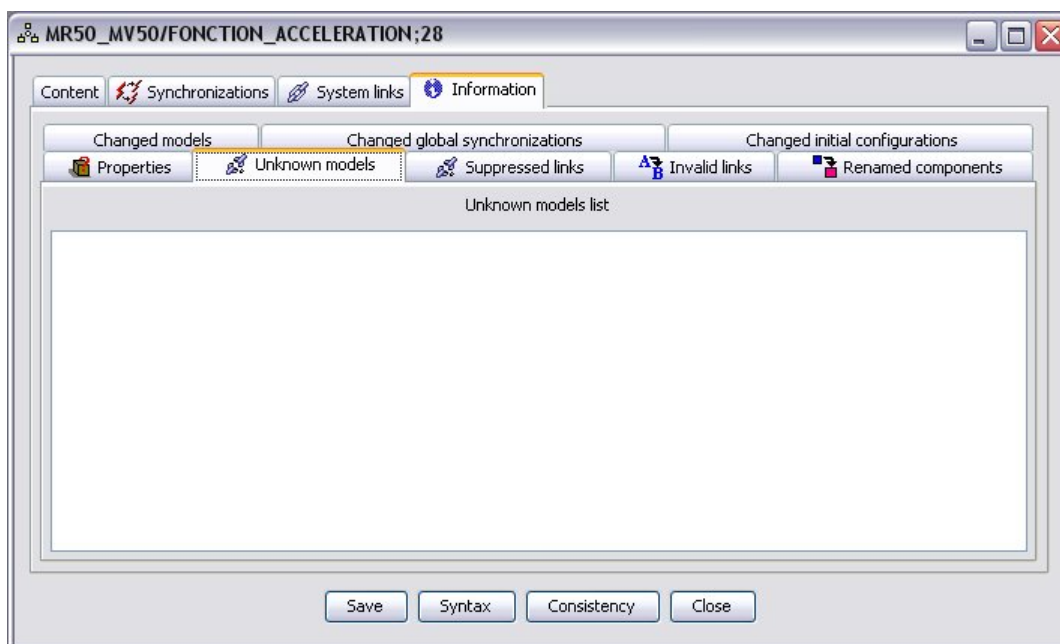 MR50_MV50/FONCTION_ACCELERATION;28
Content Synchronizations System links Information
Changed models Changed global synchronizations Changed initial configurations
Properties Unknown models Suppressed links Invalid links Renamed components
Unknown models list
Save Syntax Consistency Close